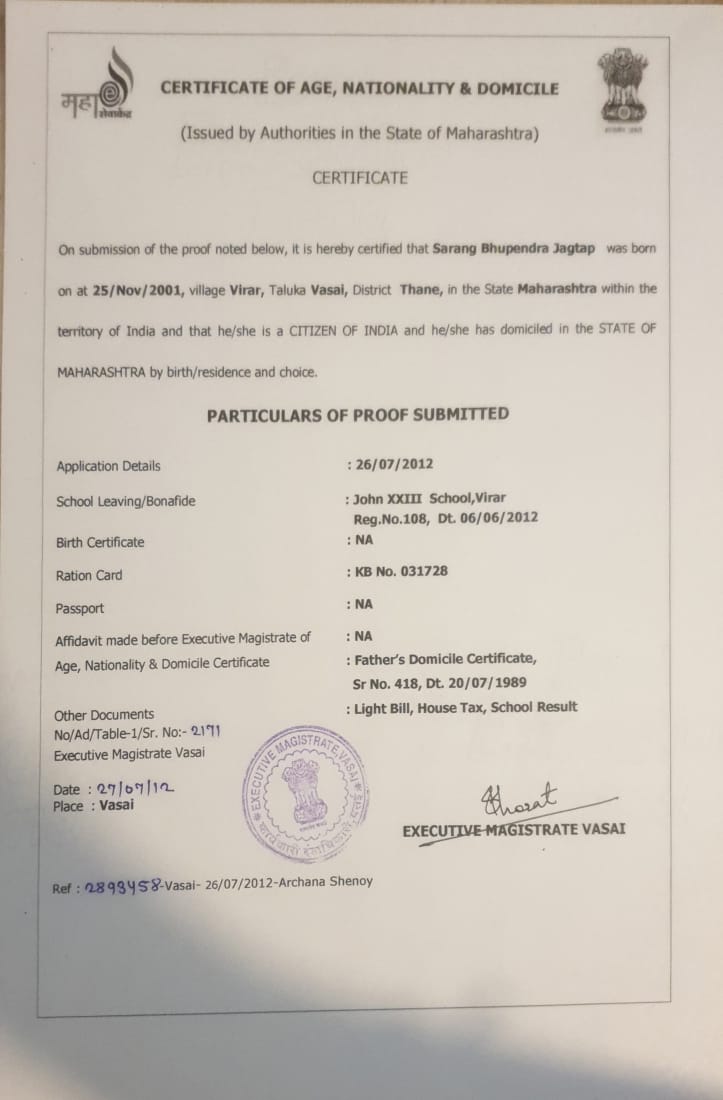 महा e सेवाकेंद्र
CERTIFICATE OF AGE, NATIONALITY & DOMICILE
(Issued by Authorities in the State of Maharashtra)
CERTIFICATE
On submission of the proof noted below, it is hereby certified that Sarang Bhupendra Jagtap was born
on at 25/Nov/2001, village Virar, Taluka Vasai, District Thane, in the State Maharashtra within the
territory of India and that he/she is a CITIZEN OF INDIA and he/she has domiciled in the STATE OF
MAHARASHTRA by birth/residence and choice.
PARTICULARS OF PROOF SUBMITTED
Application Details : 26/07/2012
School Leaving/Bonafide : John XXIII School,Virar
Reg.No.108, Dt. 06/06/2012
Birth Certificate : NA
Ration Card : KB No. 031728
Passport : NA
Affidavit made before Executive Magistrate of : NA
Age, Nationality & Domicile Certificate : Father's Domicile Certificate,
Sr No. 418, Dt. 20/07/1989
Other Documents : Light Bill, House Tax, School Result
No/Ad/Table-1/Sr. No:- 2171
Executive Magistrate Vasai
Date : 27/07/12
Place : Vasai
EXECUTIVE MAGISTRATE, VASAI
कार्यकारी दंडाधिकारी, वसई
EXECUTIVE MAGISTRATE VASAI
Ref : 2893458-Vasai- 26/07/2012-Archana Shenoy